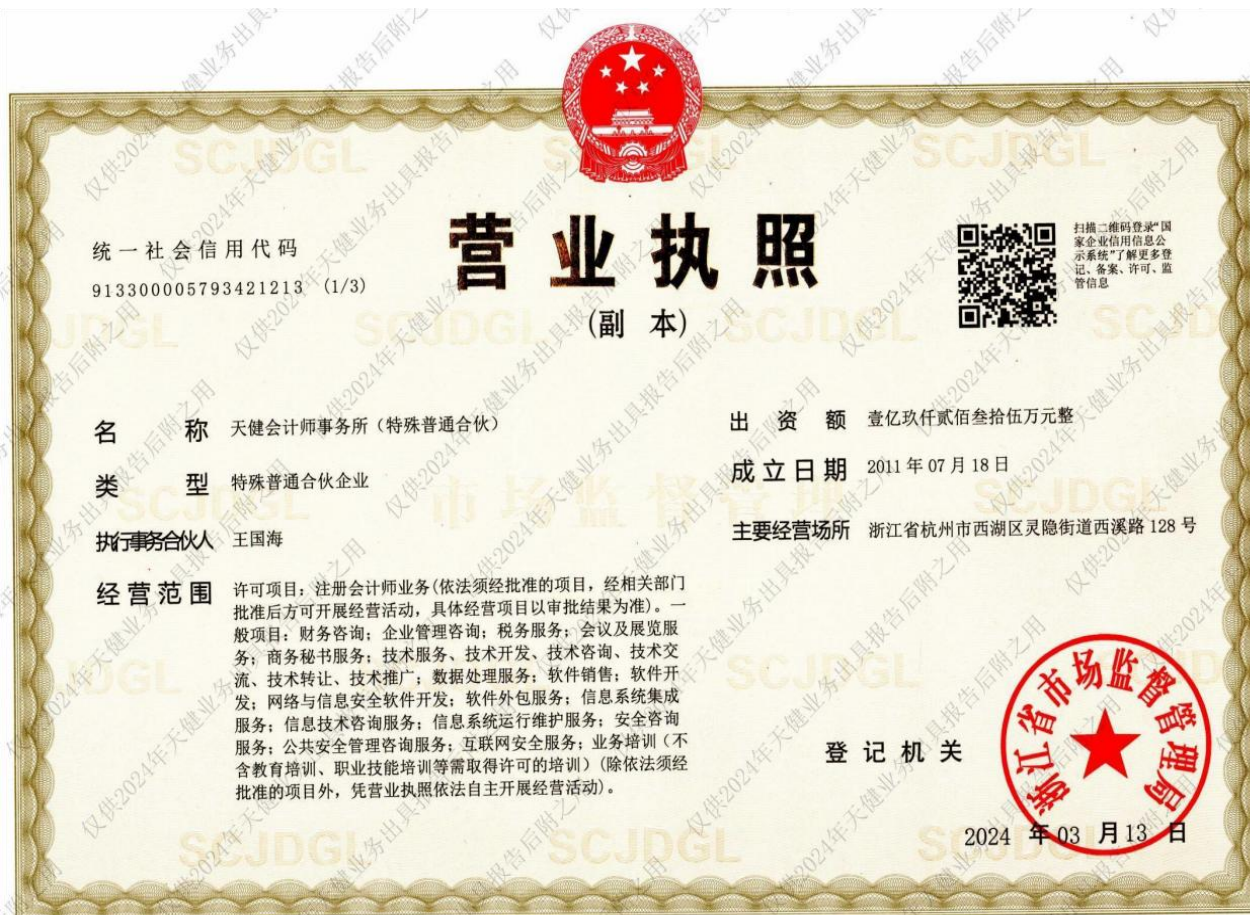 营业执照
(副 本)
统一社会信用代码
913300005793421213 (1/3)
扫描二维码登录“国
家企业信用信息公
示系统”了解更多登
记、备案、许可、监
管信息
名 称 天健会计师事务所（特殊普通合伙）
类 型 特殊普通合伙企业
执行事务合伙人 王国海
经营范围 许可项目：注册会计师业务(依法须经批准的项目，经相关部门
批准后方可开展经营活动，具体经营项目以审批结果为准)。一
般项目：财务咨询；企业管理咨询；税务服务；会议及展览服
务；商务秘书服务；技术服务、技术开发、技术咨询、技术交
流、技术转让、技术推广；数据处理服务；软件销售；软件开
发；网络与信息安全软件开发；软件外包服务；信息系统集成
服务；信息技术咨询服务；信息系统运行维护服务；安全咨询
服务；公共安全管理咨询服务；互联网安全服务；业务培训（不
含教育培训、职业技能培训等需取得许可的培训）(除依法须经
批准的项目外，凭营业执照依法自主开展经营活动)。
出 资 额 壹亿玖仟贰佰叁拾伍万元整
成立日期 2011年07月18日
主要经营场所 浙江省杭州市西湖区灵隐街道西溪路128号
登记机关
浙江省市场监督管理局
2024 年 03 月 13 日
SCJDGL
市场监督管理
仅供2024年天健业务出具报告后附之用